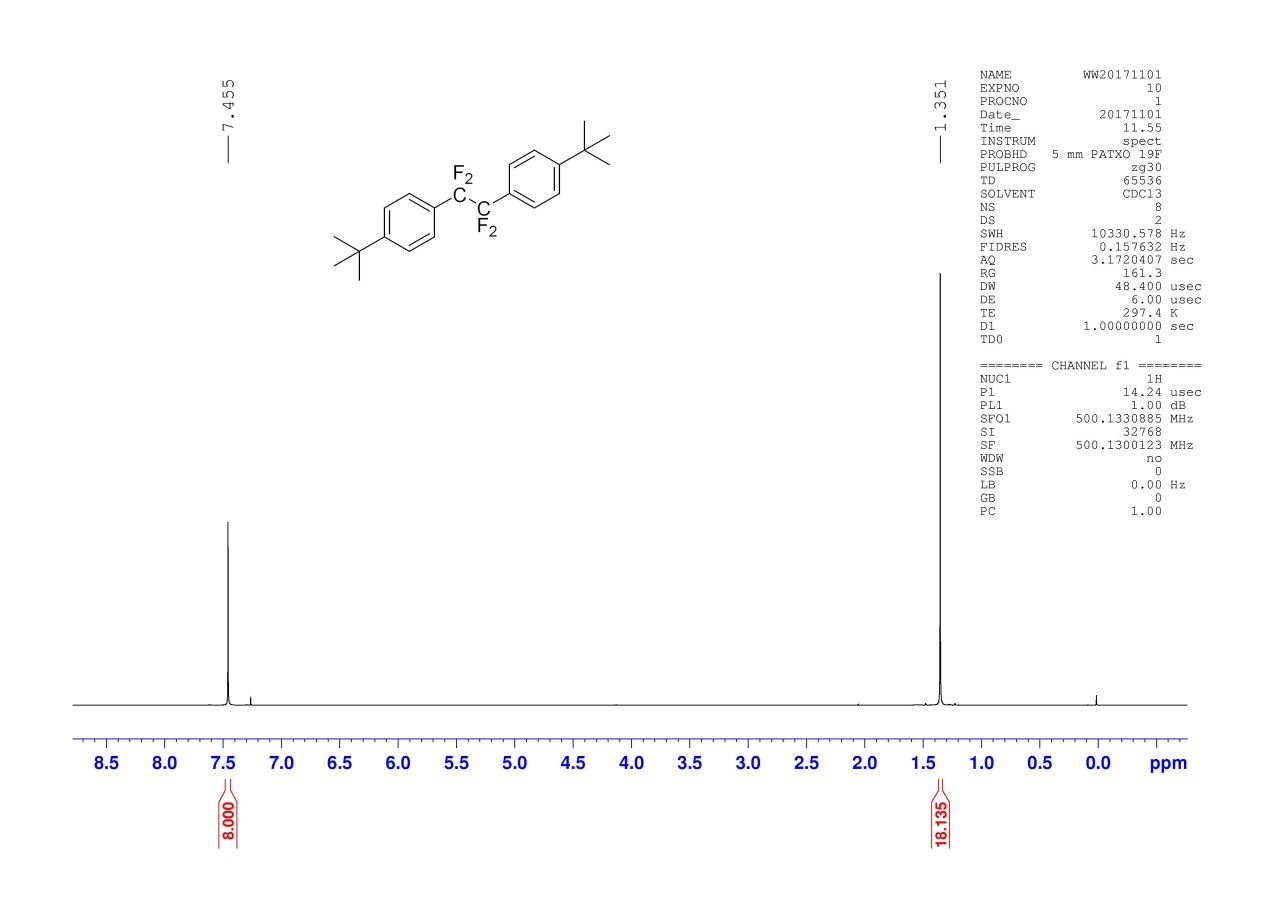 7.455
1.351
F2
C
C
F2
NAME WW20171101
EXPNO 10
PROCNO 1
Date_ 20171101
Time 11.55
INSTRUM spect
PROBHD 5 mm PATXO 19F
PULPROG zg30
TD 65536
SOLVENT CDCl3
NS 8
DS 2
SWH 10330.578 Hz
FIDRES 0.157632 Hz
AQ 3.1720407 sec
RG 161.3
DW 48.400 usec
DE 6.00 usec
TE 297.4 K
D1 1.00000000 sec
TD0 1
======== CHANNEL f1 ========
NUC1 1H
P1 14.24 usec
PL1 1.00 dB
SFO1 500.1330885 MHz
SI 32768
SF 500.1300123 MHz
WDW no
SSB 0
LB 0.00 Hz
GB 0
PC 1.00
8.5 8.0 7.5 7.0 6.5 6.0 5.5 5.0 4.5 4.0 3.5 3.0 2.5 2.0 1.5 1.0 0.5 0.0 ppm
8.000
18.135